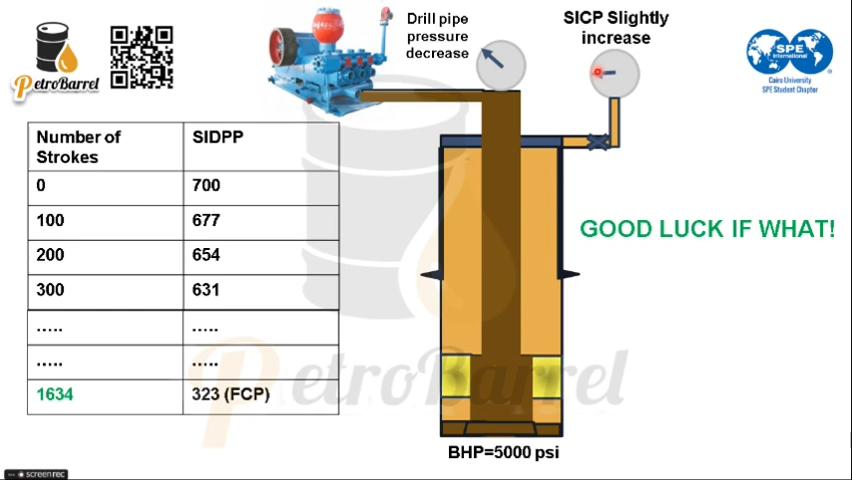 PetroBarrel
Drill pipe
pressure
decrease
SICP Slightly
increase
SPE
International
Cairo University
SPE Student Chapter
Number of
Strokes
SIDPP
0
700
100
677
200
654
300
631
.....
.....
.....
.....
1634
323 (FCP)
GOOD LUCK IF WHAT!
PetroBarrel
BHP=5000 psi
screenrec